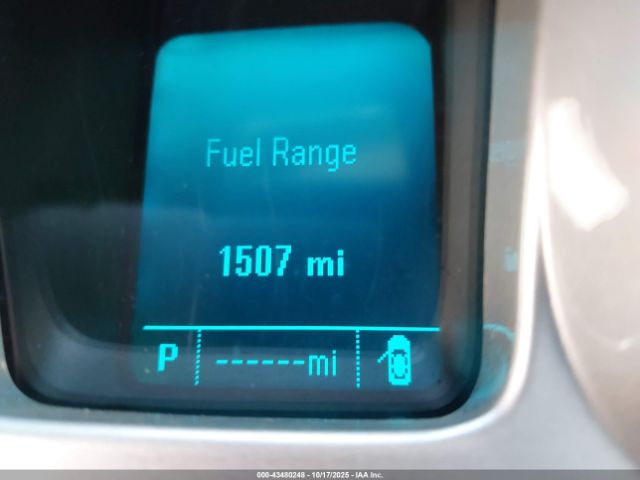 Fuel Range
1507 mi
P ------mi
000-43480248 - 10/17/2025 - IAA Inc.